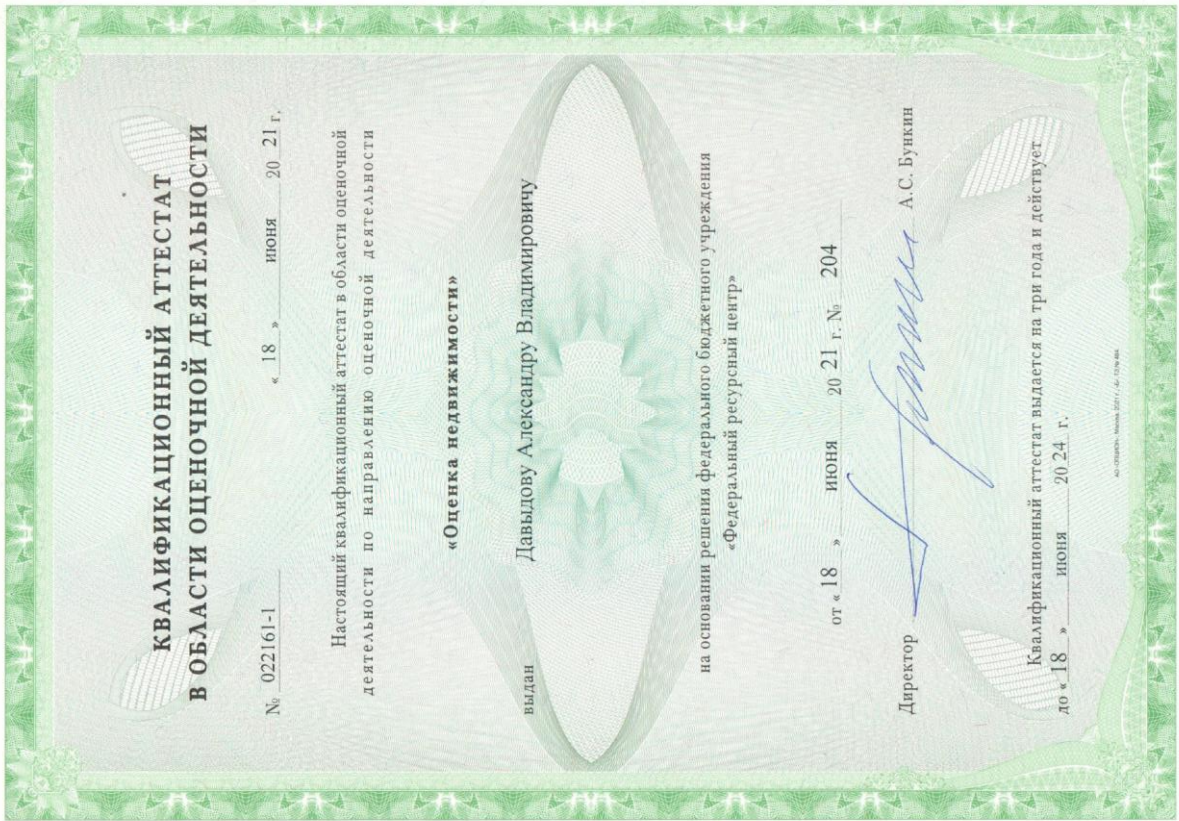 КВАЛИФИКАЦИОННЫЙ АТТЕСТАТ
В ОБЛАСТИ ОЦЕНОЧНОЙ ДЕЯТЕЛЬНОСТИ
№ 022161-1 « 18 » июня 20 21 г.
Настоящий квалификационный аттестат в области оценочной
деятельности по направлению оценочной деятельности
«Оценка недвижимости»
выдан Давыдову Александру Владимировичу
на основании решения федерального бюджетного учреждения
«Федеральный ресурсный центр»
от « 18 » июня 20 21 г. № 204
Директор А.С. Бункин
Квалификационный аттестат выдается на три года и действует
до « 18 » июня 20 24 г.